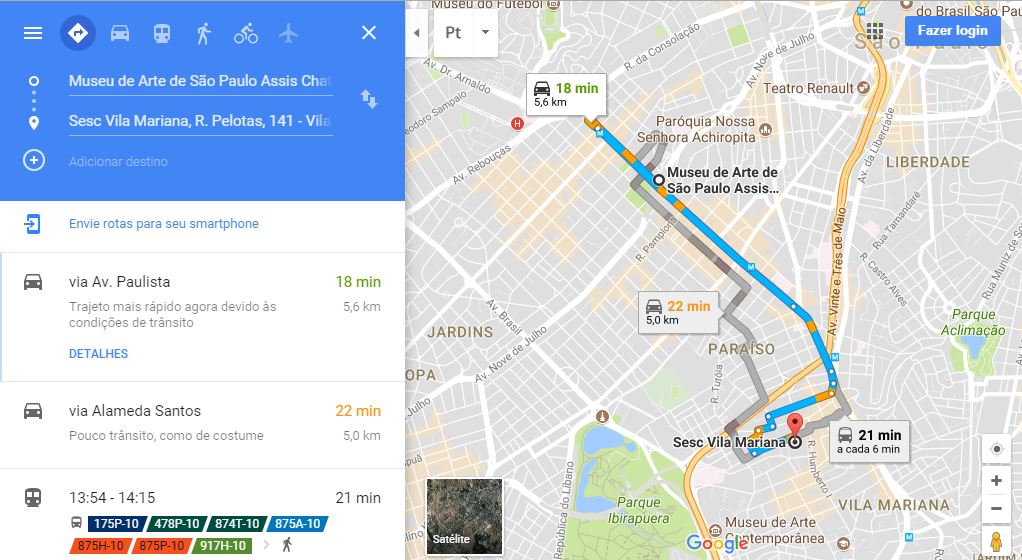 Museu de Arte de São Paulo Assis Chat
Sesc Vila Mariana, R. Pelotas, 141 - Vila
Adicionar destino
Envie rotas para seu smartphone
via Av. Paulista
18 min
Trajeto mais rápido agora devido às
5,6 km
condições de trânsito
DETALHES
via Alameda Santos
22 min
Pouco trânsito, como de costume
5,0 km
13:54 - 14:15
21 min
175P-10 478P-10 874T-10 875A-10
875H-10 875P-10 917H-10
Museu do Futebol
do Brasil São Pau
Pt
Fazer login
São Paulo
R. da Consolação
Av. Nove de Julho
Av. Dr. Arnaldo
18 min
5,6 km
Teatro Renault
Teodoro Sampaio
H
M
Paróquia Nossa
Senhora Achiropita
Av. da Liberdade
Av. Rebouças
LIBERDADE
Museu de Arte de
São Paulo Assis...
Rua Tamandaré
R. Pamplona
Av. Vinte e Três de Maio
R. Castro Alves
R. Muniz de
22 min
5,0 km
Parque
Aclimação
JARDINS
Av. Brasil
Av. Nove de Julho
PARAÍSO
OPA
R. Tutóia
Sesc Vila Mariana
21 min
a cada 6 min
R. Humberto I
República do Líbano
Parque
Ibirapuera
VILA MARIANA
Satélite
Google
Museu de Arte
Contemporânea